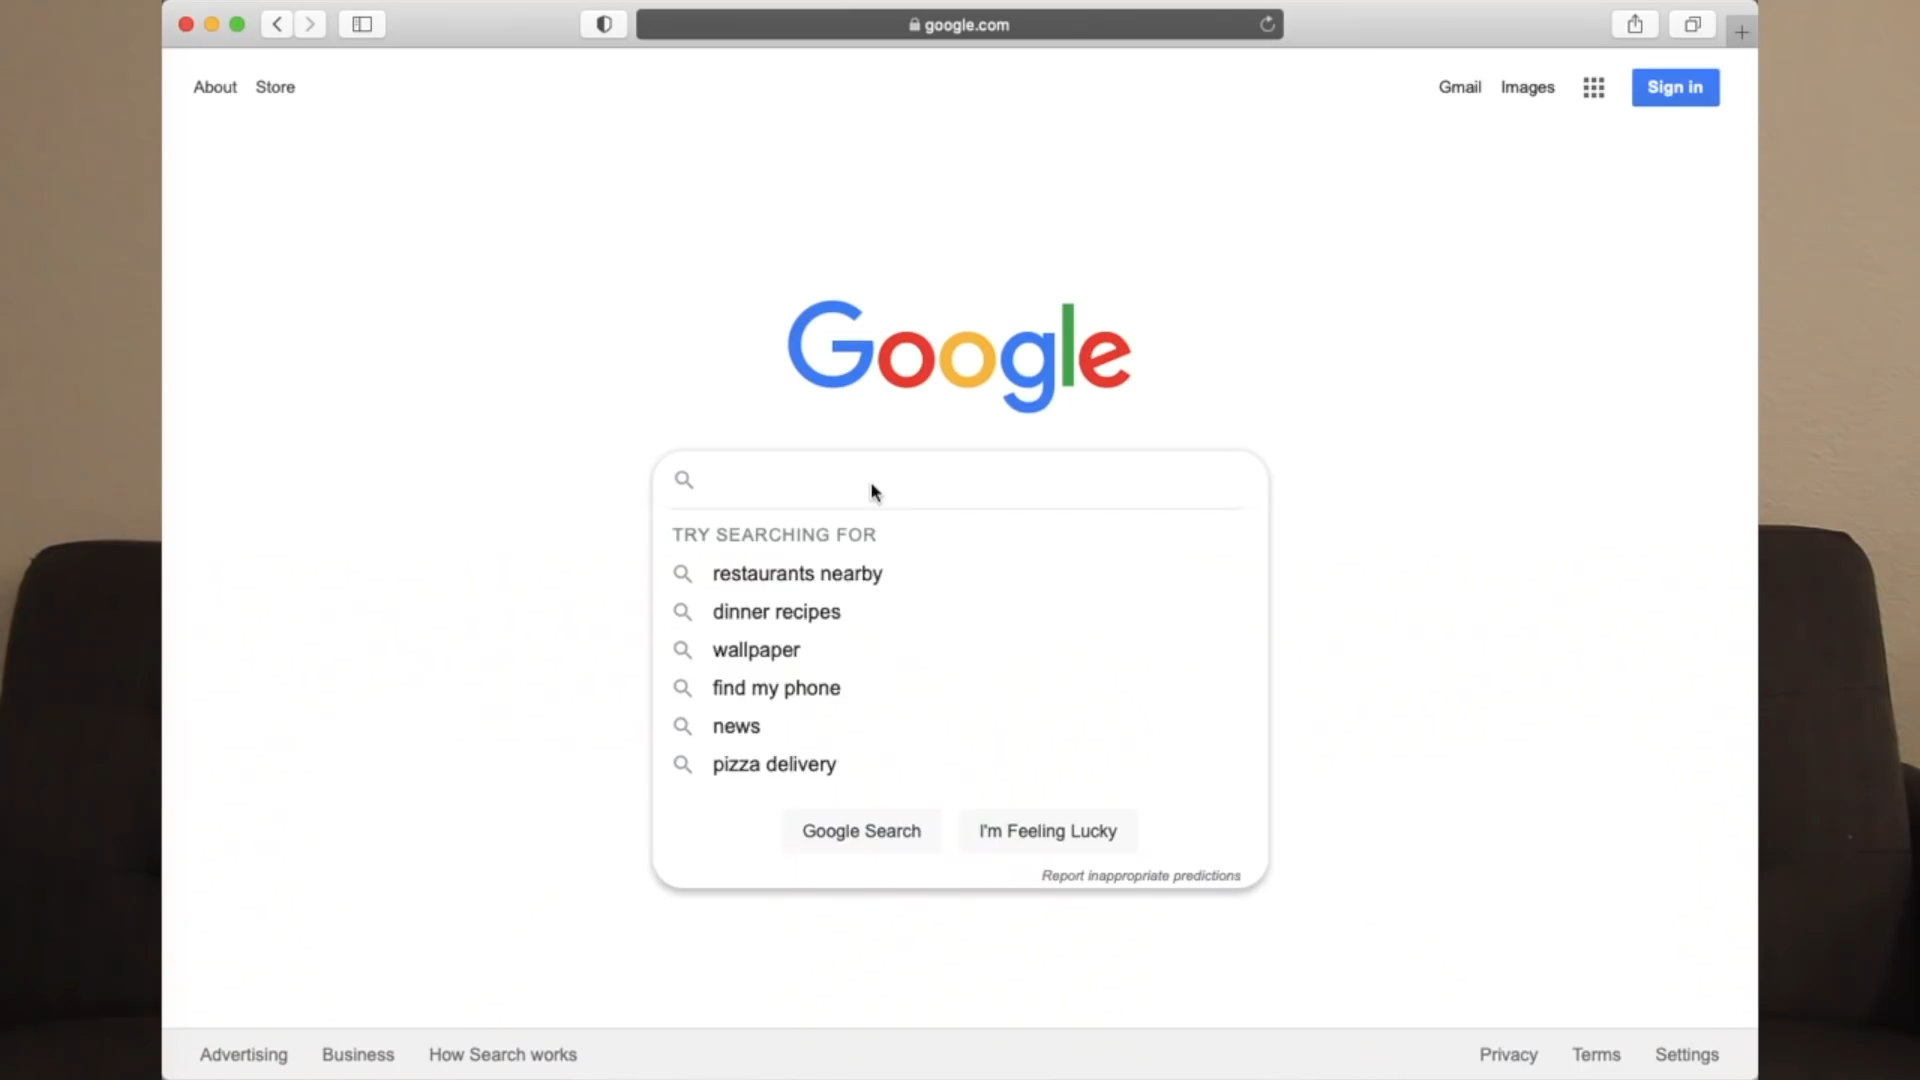 google.com
About Store
Gmail Images Sign in
Google
TRY SEARCHING FOR
restaurants nearby
dinner recipes
wallpaper
find my phone
news
pizza delivery
Google Search I'm Feeling Lucky
Report inappropriate predictions
Advertising Business How Search works
Privacy Terms Settings